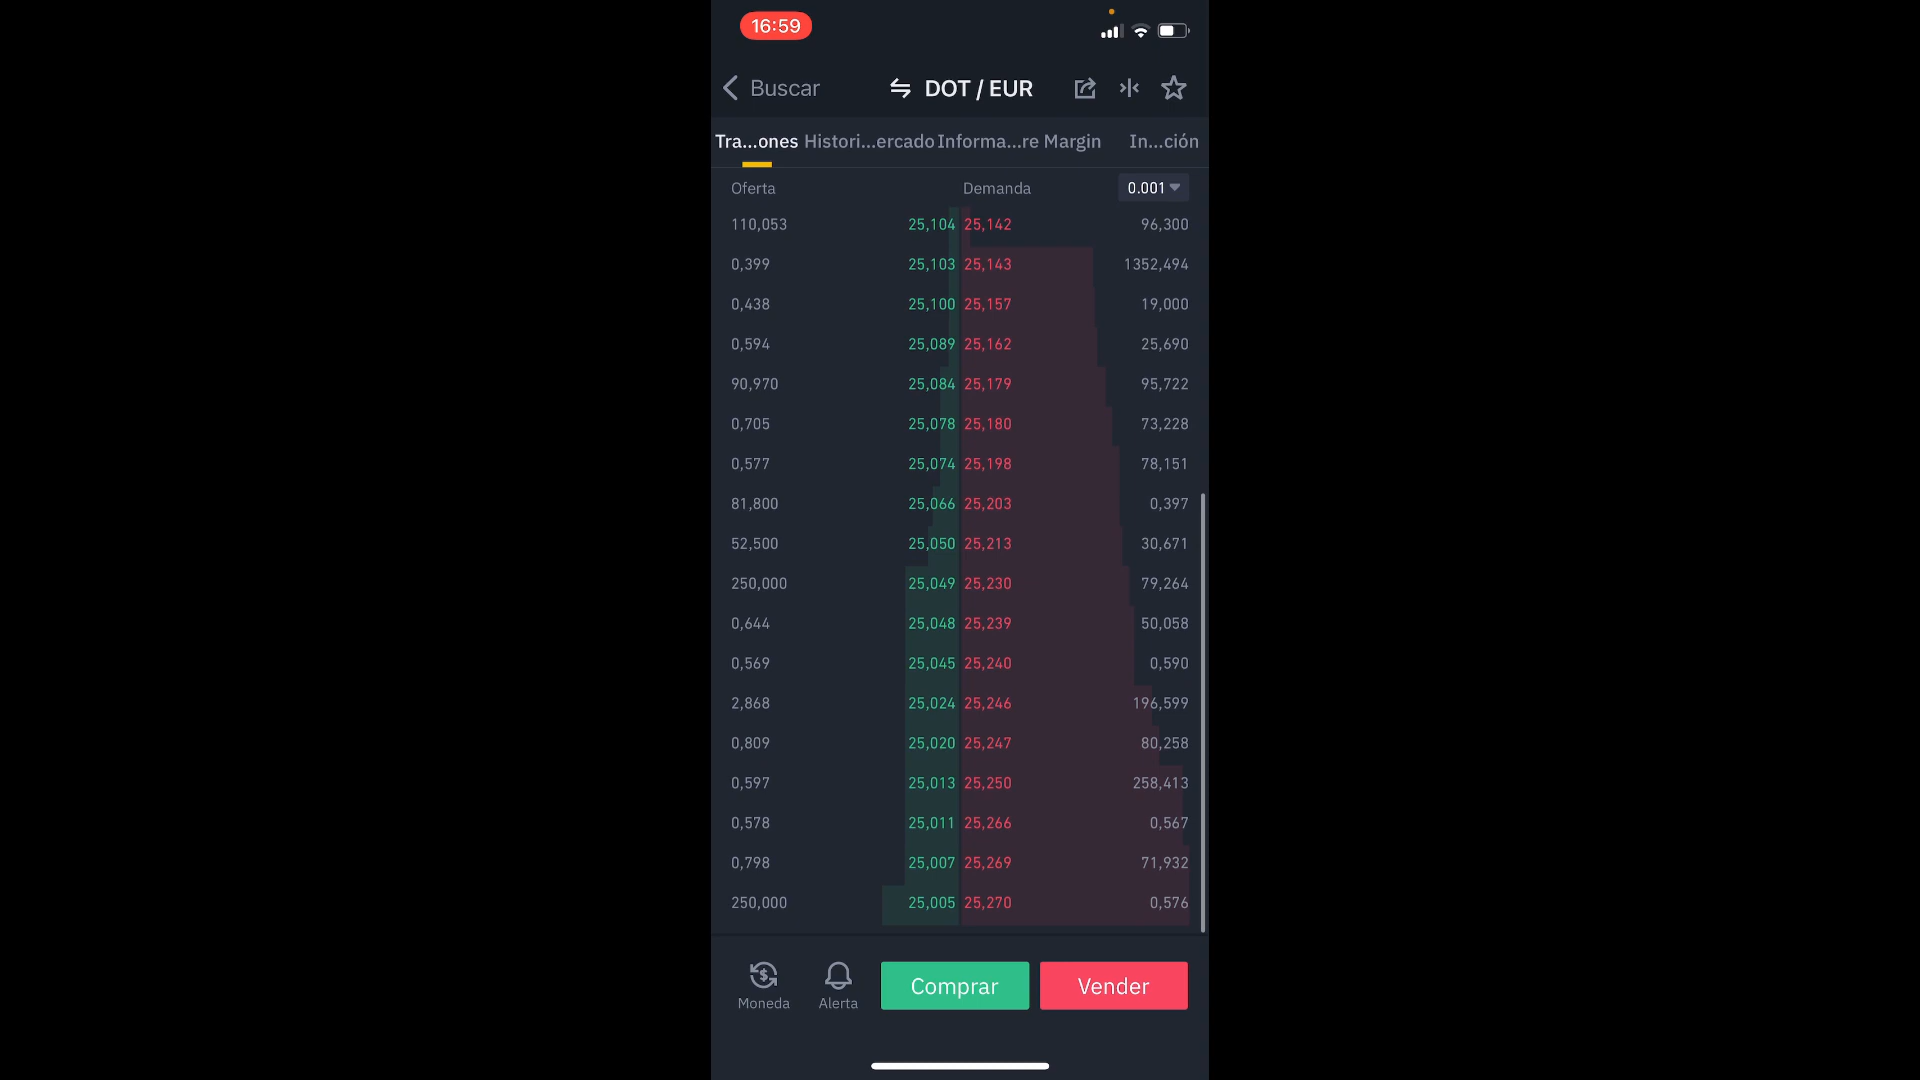 16:59
Buscar DOT / EUR
Tra...ones Histori...ercado Informa...re Margin In...ción
Oferta Demanda 0.001
110,053 25,104 25,142 96,300
0,399 25,103 25,143 1352,494
0,438 25,100 25,157 19,000
0,594 25,089 25,162 25,690
90,970 25,084 25,179 95,722
0,705 25,078 25,180 73,228
0,577 25,074 25,198 78,151
81,800 25,066 25,203 0,397
52,500 25,050 25,213 30,671
250,000 25,049 25,230 79,264
0,644 25,048 25,239 50,058
0,569 25,045 25,240 0,590
2,868 25,024 25,246 196,599
0,809 25,020 25,247 80,258
0,597 25,013 25,250 258,413
0,578 25,011 25,266 0,567
0,798 25,007 25,269 71,932
250,000 25,005 25,270 0,576
Moneda Alerta Comprar Vender